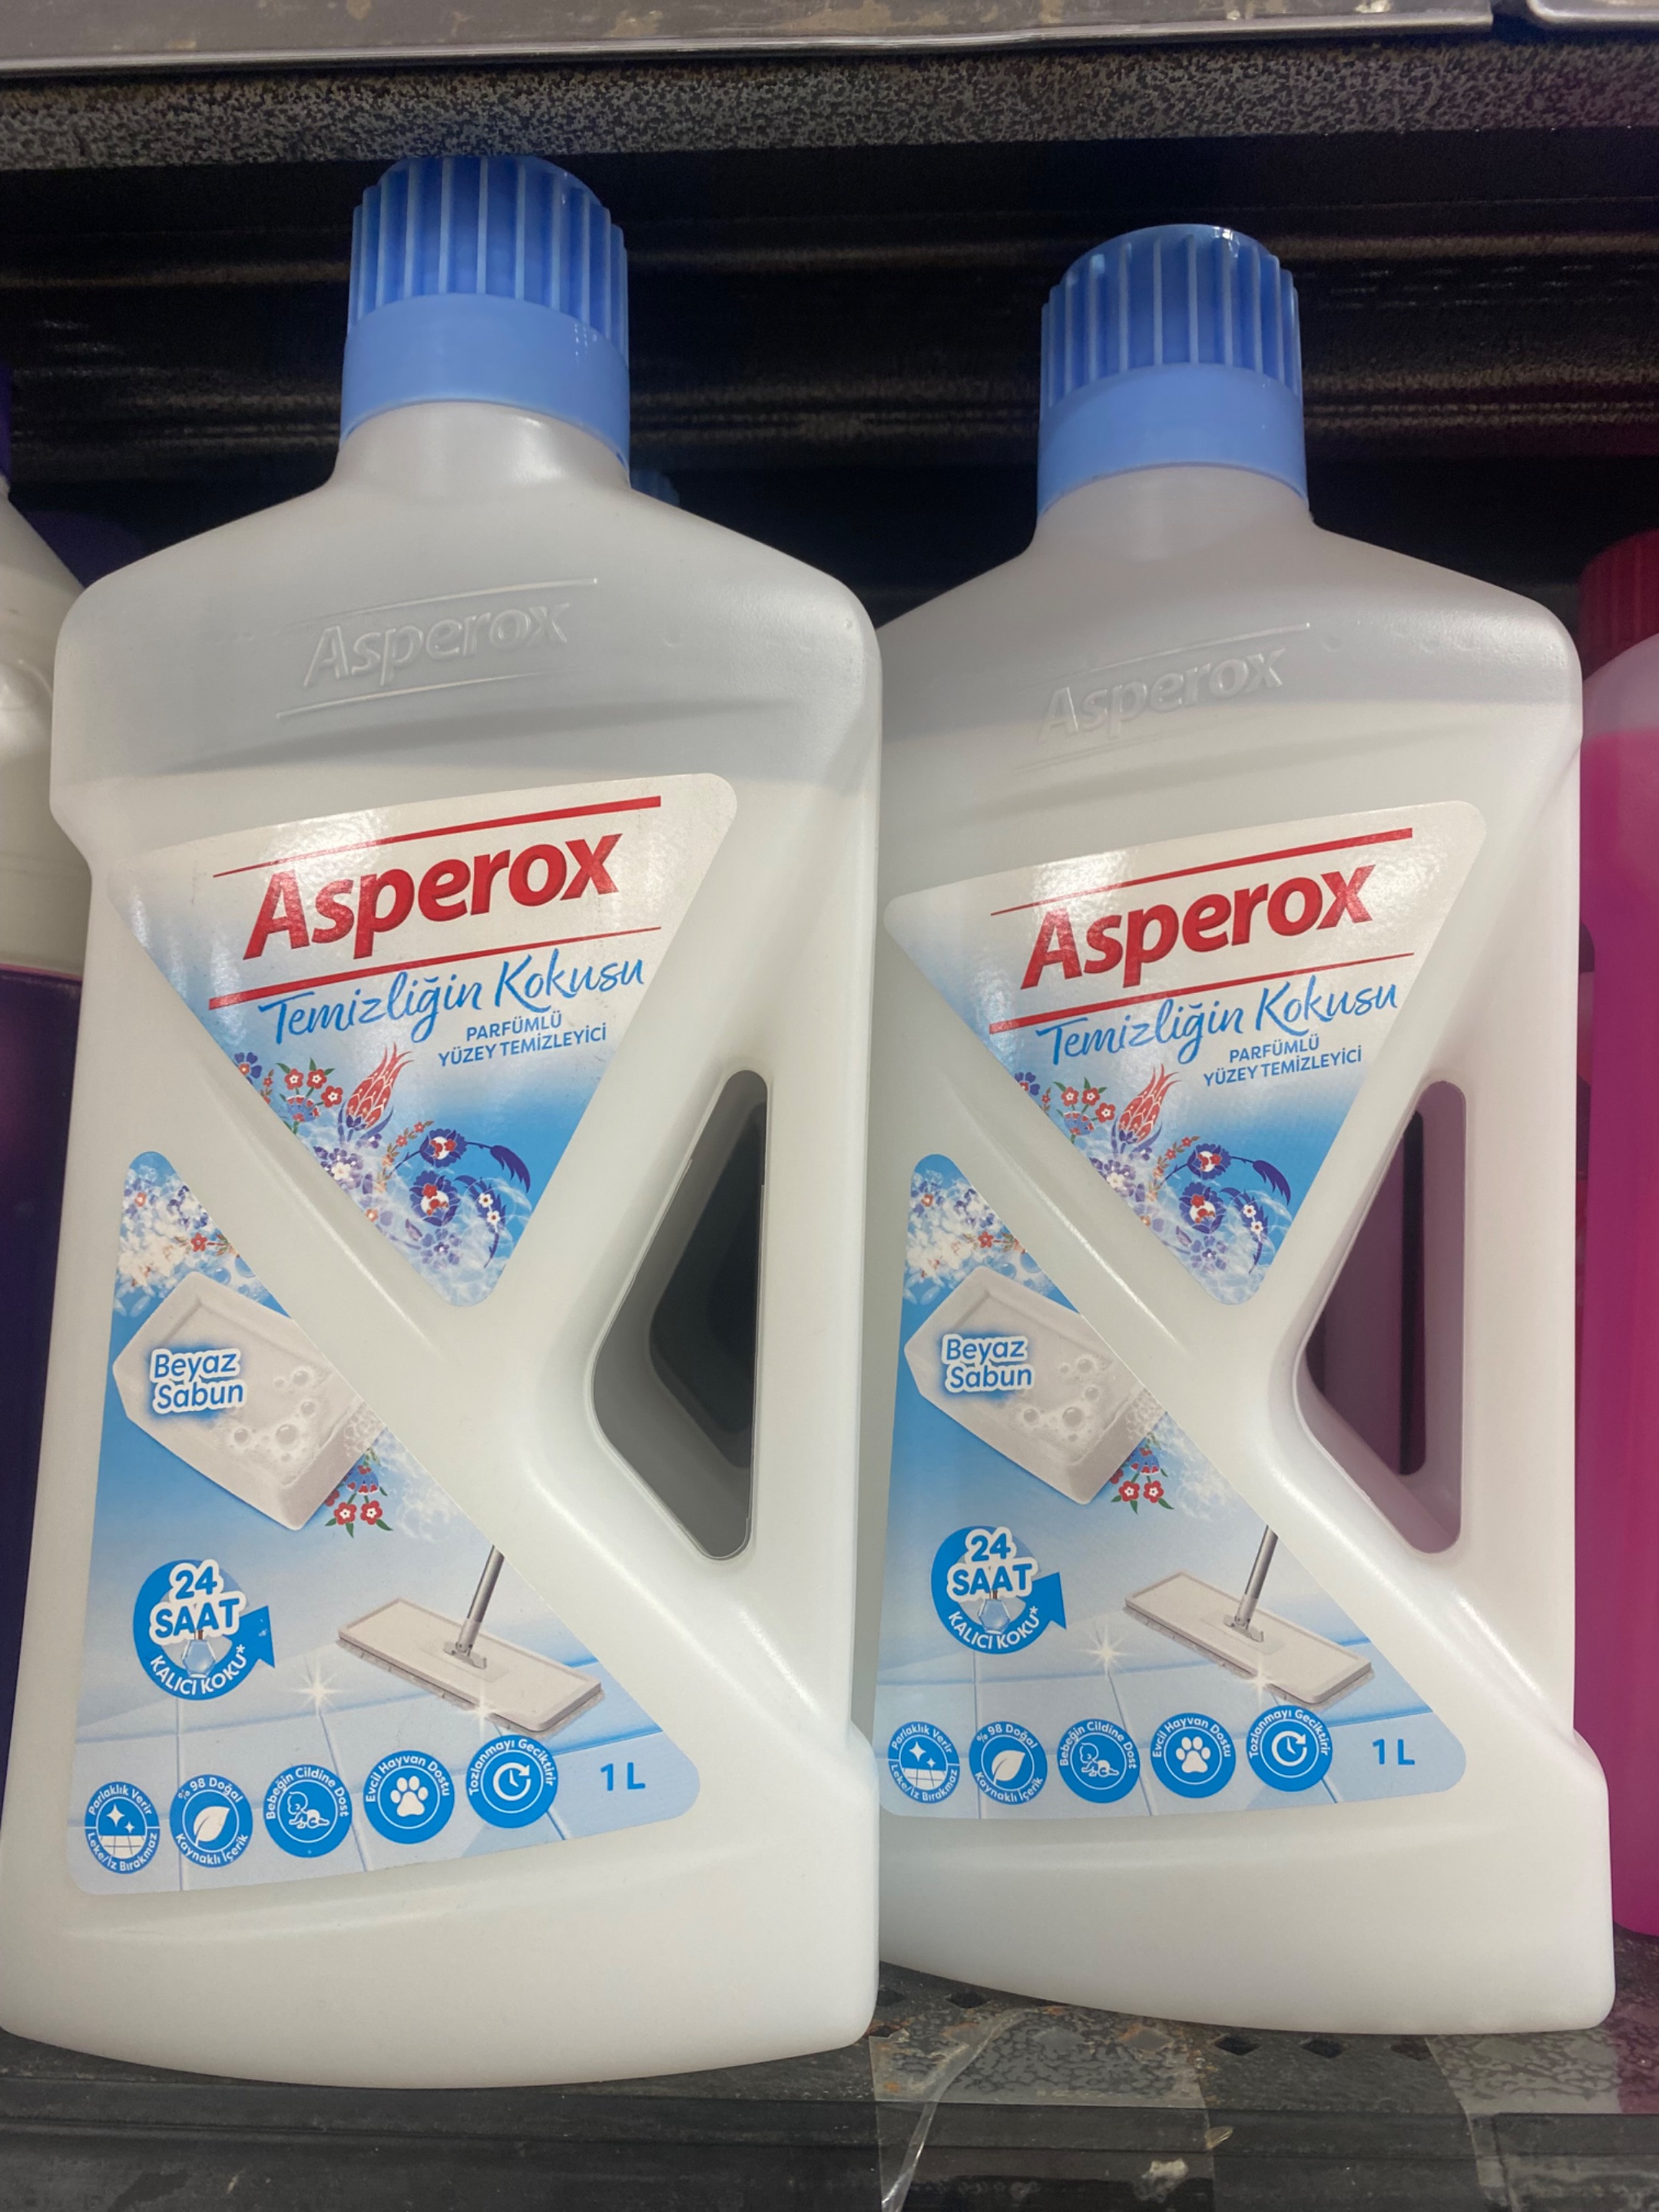 Asperox
Asperox
Temizliğin Kokusu
PARFÜMLÜ
YÜZEY TEMİZLEYİCİ
Beyaz
Sabun
24
SAAT
KALICI KOKU*
Parlaklık Verir
Leke/İz Bırakmaz
%98 Doğal
Kaynaklı İçerik
Bebeğin Cildine Dost
Evcil Hayvan Dostu
Tozlanmayı Geciktirir
1 L
Asperox
Asperox
Temizliğin Kokusu
PARFÜMLÜ
YÜZEY TEMİZLEYİCİ
Beyaz
Sabun
24
SAAT
KALICI KOKU*
Parlaklık Verir
Leke/İz Bırakmaz
%98 Doğal
Kaynaklı İçerik
Bebeğin Cildine Dost
Evcil Hayvan Dostu
Tozlanmayı Geciktirir
1 L